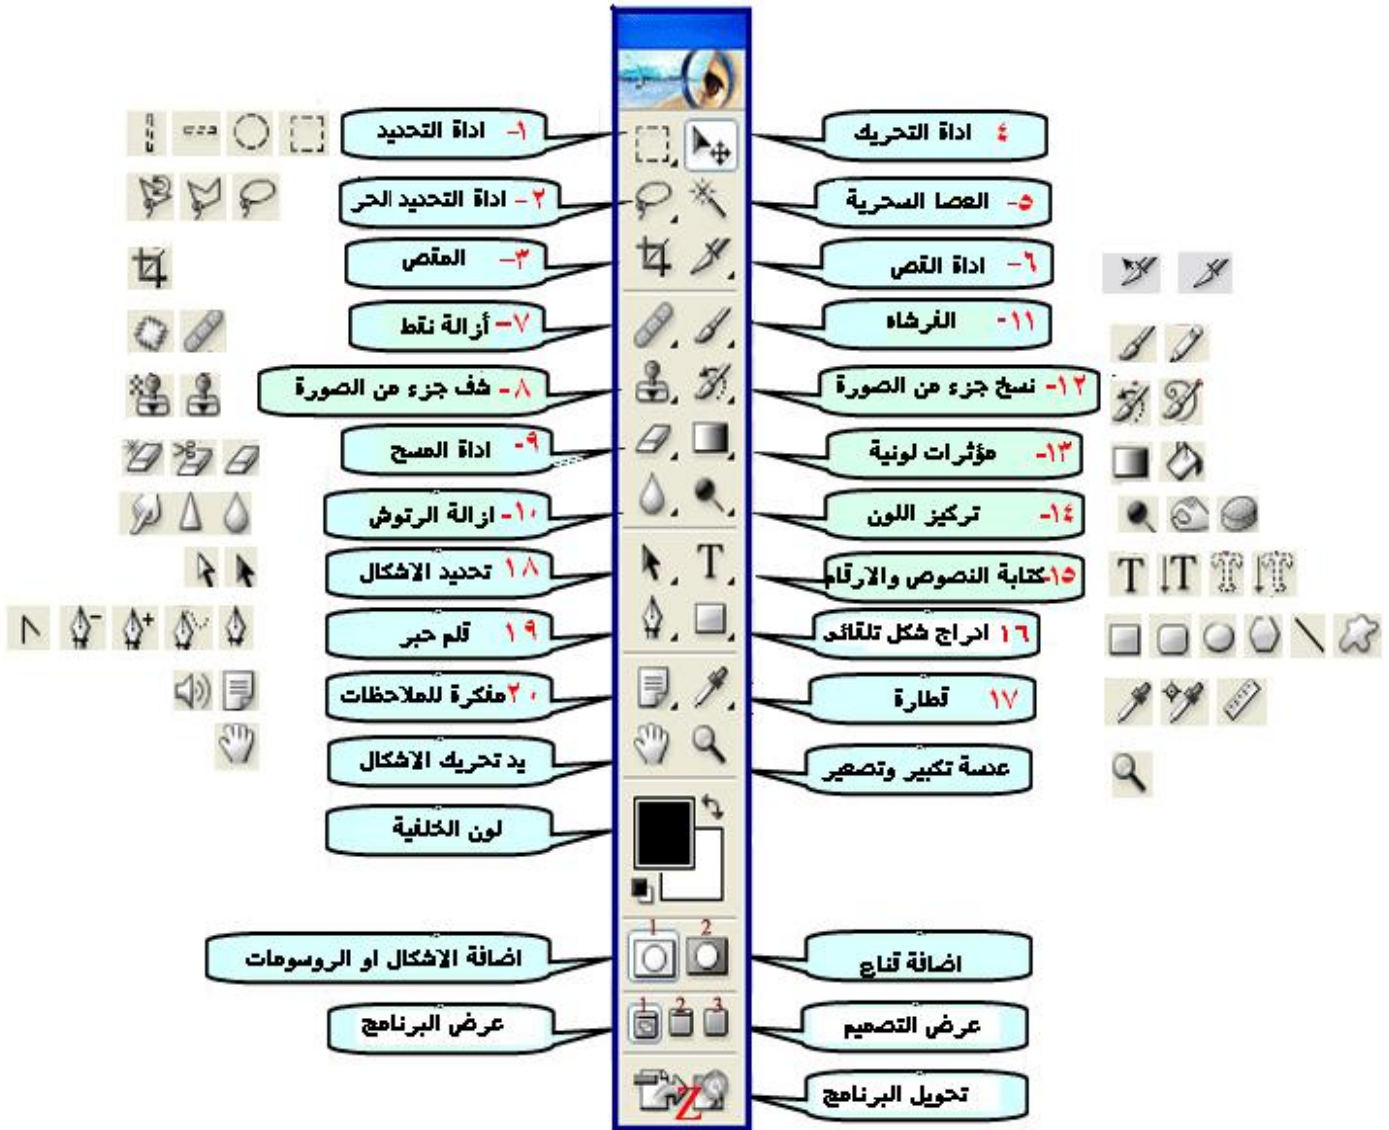 ١- اداة التحديد
٤ اداة التحريك
٢- اداة التحديد الحر
٥- العصا السحرية
٣- المقص
٦- اداة القص
٧- أزالة نقط
١١- الفرشاه
٨- شف جزء من الصورة
١٢- نسخ جزء من الصورة
٩- اداة المسح
١٣- مؤثرات لونية
١٠- ازالة الرتوش
١٤- تركيز اللون
١٨ تحديد الاشكال
١٥- كتابة النصوص والارقام
١٩ قلم حبر
١٦ ادراج شكل تلقائى
٢٠ مفكرة للملاحظات
١٧ قطارة
يد تحريك الاشكال
عدسة تكبير وتصغير
لون الخلفية
1 2
اضافة الاشكال او الروسومات
اضافة قناع
1 2 3
عرض البرنامج
عرض التصميم
Z
تحويل البرنامج